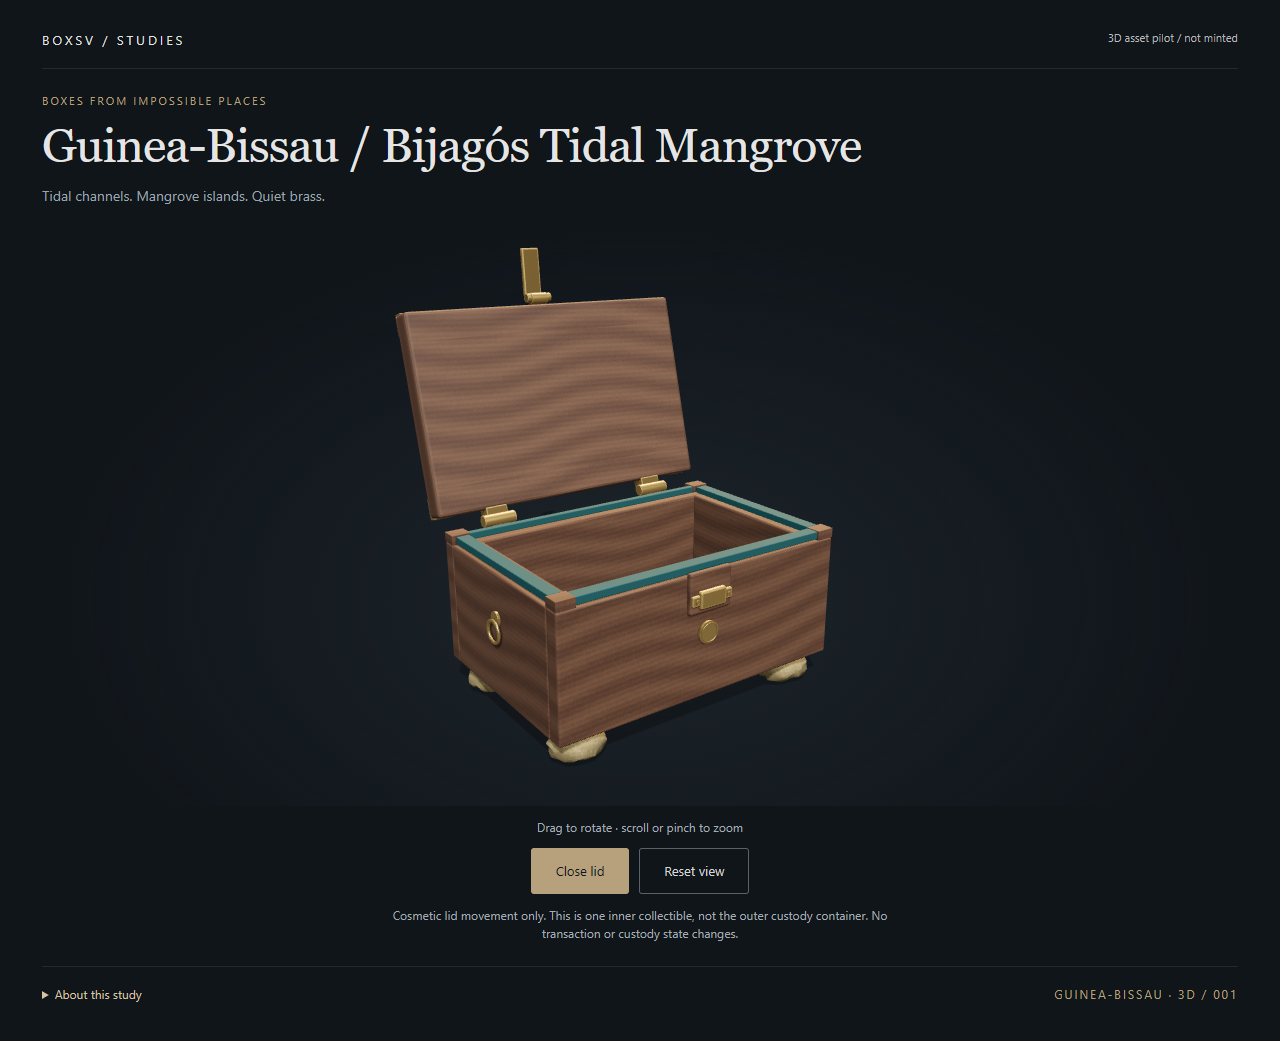 BOXSV / STUDIES
3D asset pilot / not minted
BOXES FROM IMPOSSIBLE PLACES
Guinea-Bissau / Bijagós Tidal Mangrove
Tidal channels. Mangrove islands. Quiet brass.
Drag to rotate · scroll or pinch to zoom
Close lid
Reset view
Cosmetic lid movement only. This is one inner collectible, not the outer custody container. No
transaction or custody state changes.
About this study
GUINEA-BISSAU · 3D / 001